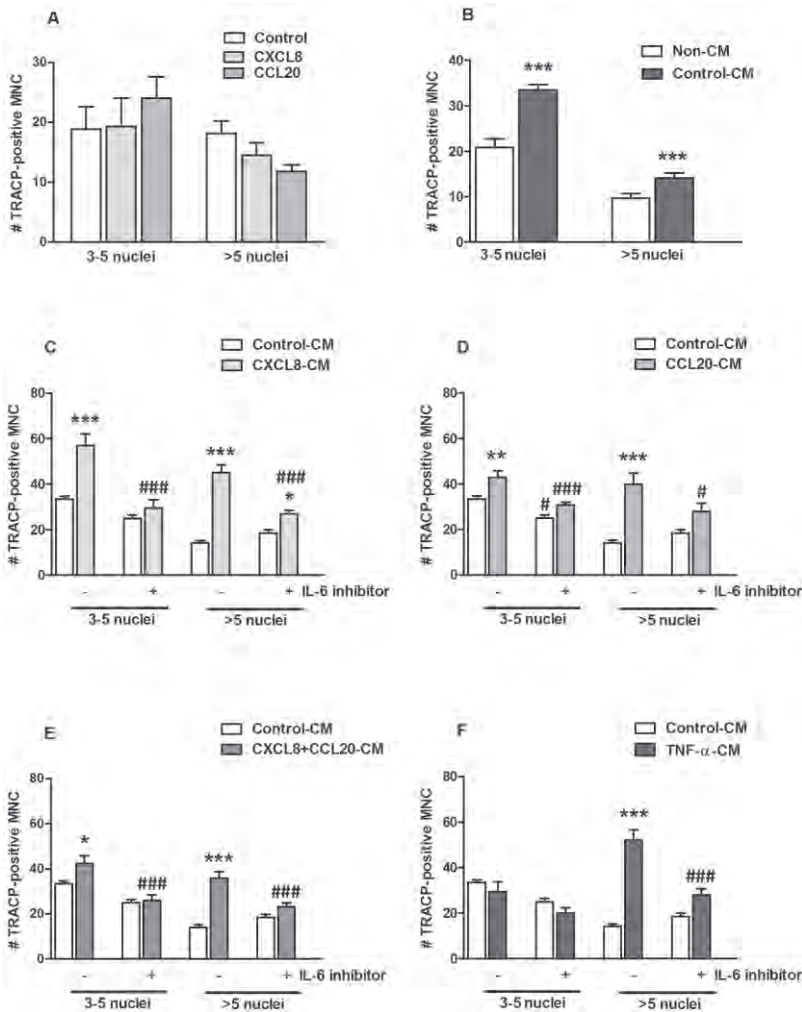 A
Control
CXCL8
CCL20
# TRACP-positive MNC
30
20
10
0
3-5 nuclei
>5 nuclei
B
Non-CM
Control-CM
# TRACP-positive MNC
40
30
20
10
0
***
***
3-5 nuclei
>5 nuclei
C
Control-CM
CXCL8-CM
# TRACP-positive MNC
80
60
40
20
0
***
###
***
###
*
- + - + IL-6 inhibitor
3-5 nuclei
>5 nuclei
D
Control-CM
CCL20-CM
# TRACP-positive MNC
80
60
40
20
0
**
#
###
***
#
- + - + IL-6 inhibitor
3-5 nuclei
>5 nuclei
E
Control-CM
CXCL8+CCL20-CM
# TRACP-positive MNC
80
60
40
20
0
*
###
***
###
- + - + IL-6 inhibitor
3-5 nuclei
>5 nuclei
F
Control-CM
TNF-α-CM
# TRACP-positive MNC
80
60
40
20
0
***
###
- + - + IL-6 inhibitor
3-5 nuclei
>5 nuclei